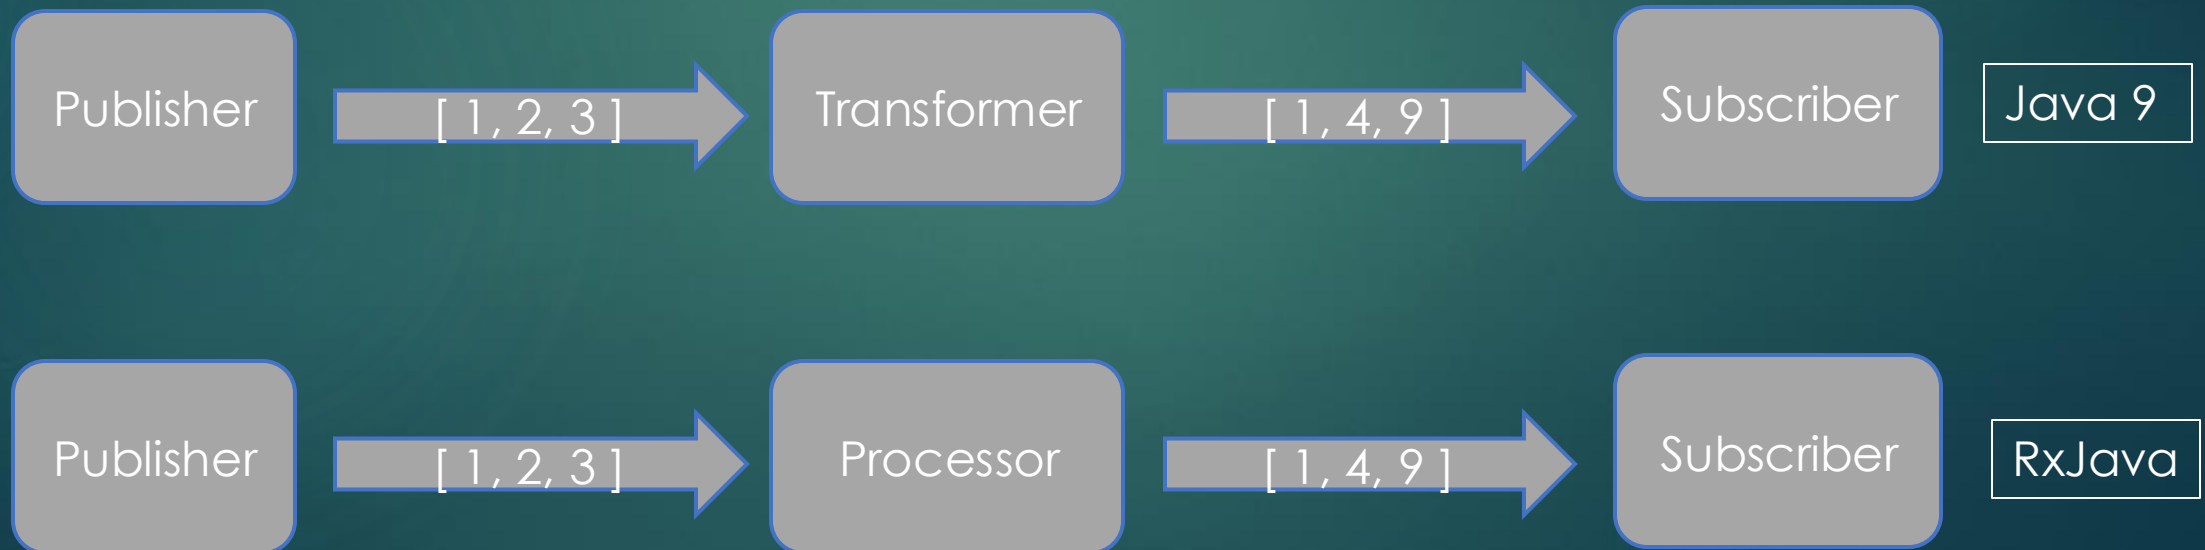 Publisher
[ 1, 2, 3 ]
Transformer
[ 1, 4, 9 ]
Subscriber
Java 9
Publisher
[ 1, 2, 3 ]
Processor
[ 1, 4, 9 ]
Subscriber
RxJava